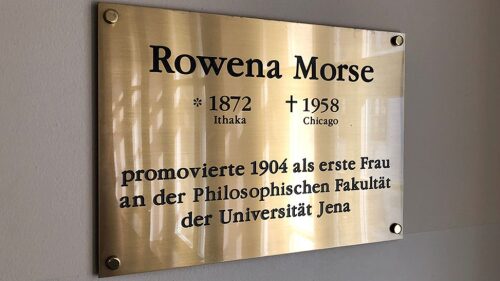 Rowena Morse
* 1872 † 1958
Ithaka Chicago
promovierte 1904 als erste Frau
an der Philosophischen Fakultät
der Universität Jena